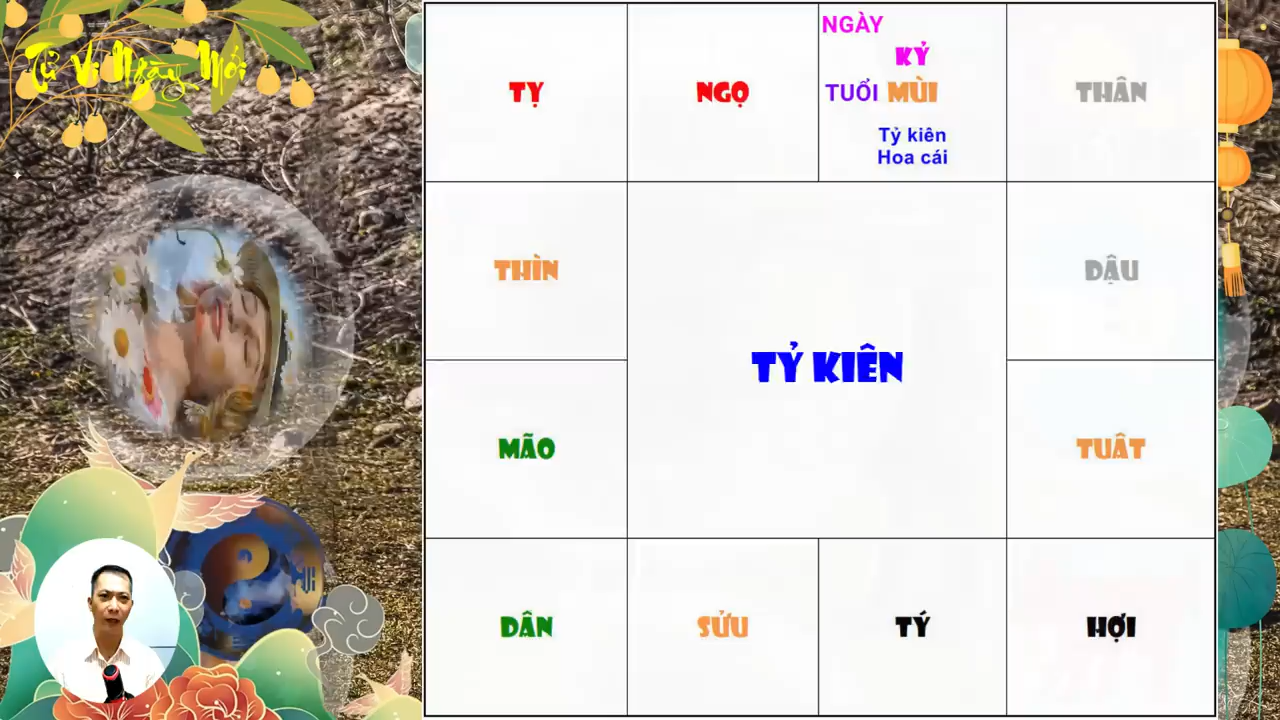 Tử Vi Ngày Mới
TỴ
NGỌ
NGÀY
KỶ
TUỔI MÙI
Tỷ kiên
Hoa cái
THÂN
THÌN
DẬU
TỶ KIÊN
MÃO
TUẤT
DẦN
SỬU
TÝ
HỢI